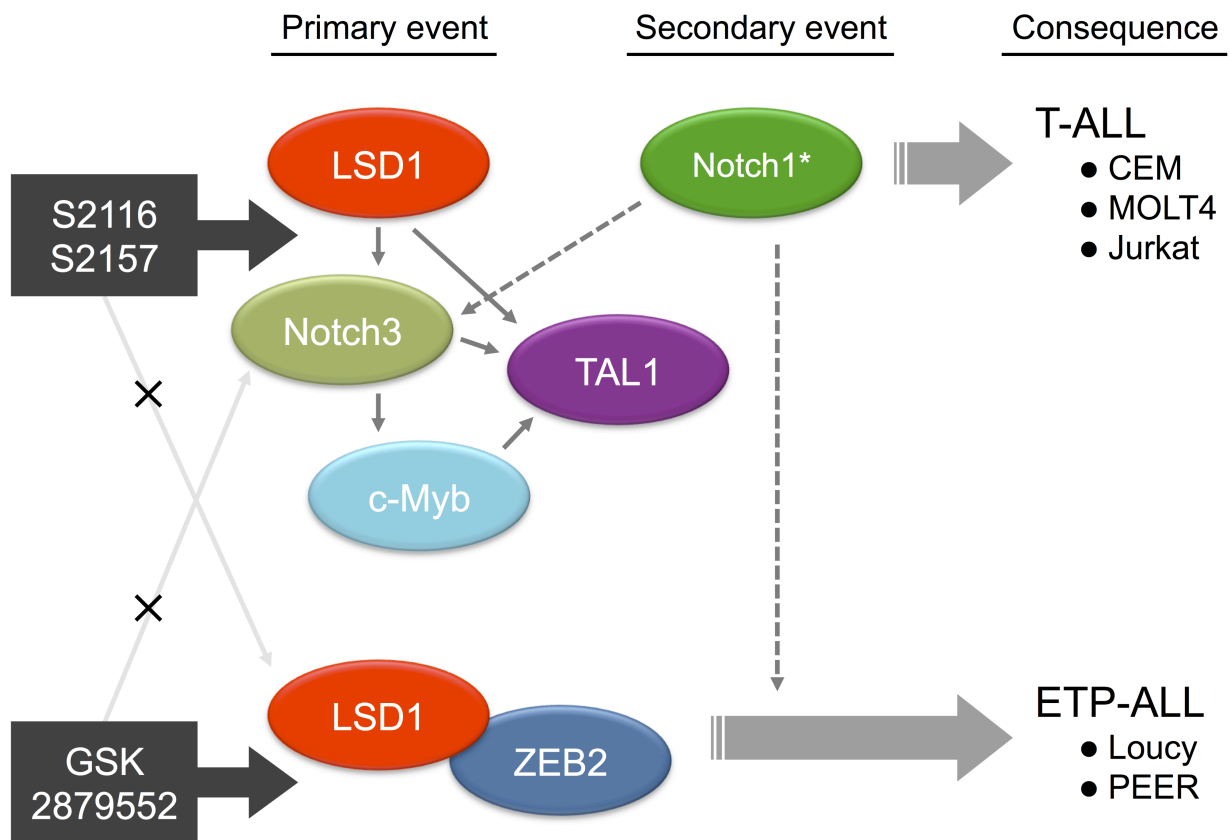 Primary event
Secondary event
Consequence
LSD1
Notch1*
T-ALL
● CEM
● MOLT4
● Jurkat
S2116
S2157
Notch3
TAL1
c-Myb
LSD1
ZEB2
GSK
2879552
ETP-ALL
● Loucy
● PEER